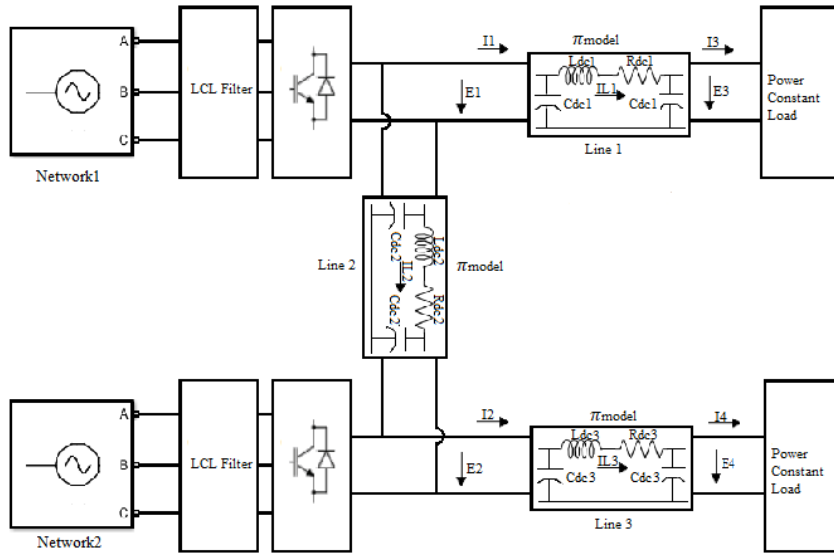 A
B
C
Network1
LCL Filter
I1
E1
πmodel
Ldc1
Rdc1
Cdc1
IL1
Cdc1
Line 1
I3
E3
Power
Constant
Load
Line 2
Cdc2
IL2
Cdc2
Ldc2
Rdc2
πmodel
A
B
C
Network2
LCL Filter
I2
E2
πmodel
Ldc3
Rdc3
Cdc3
IL3
Cdc3
Line 3
I4
E4
Power
Constant
Load